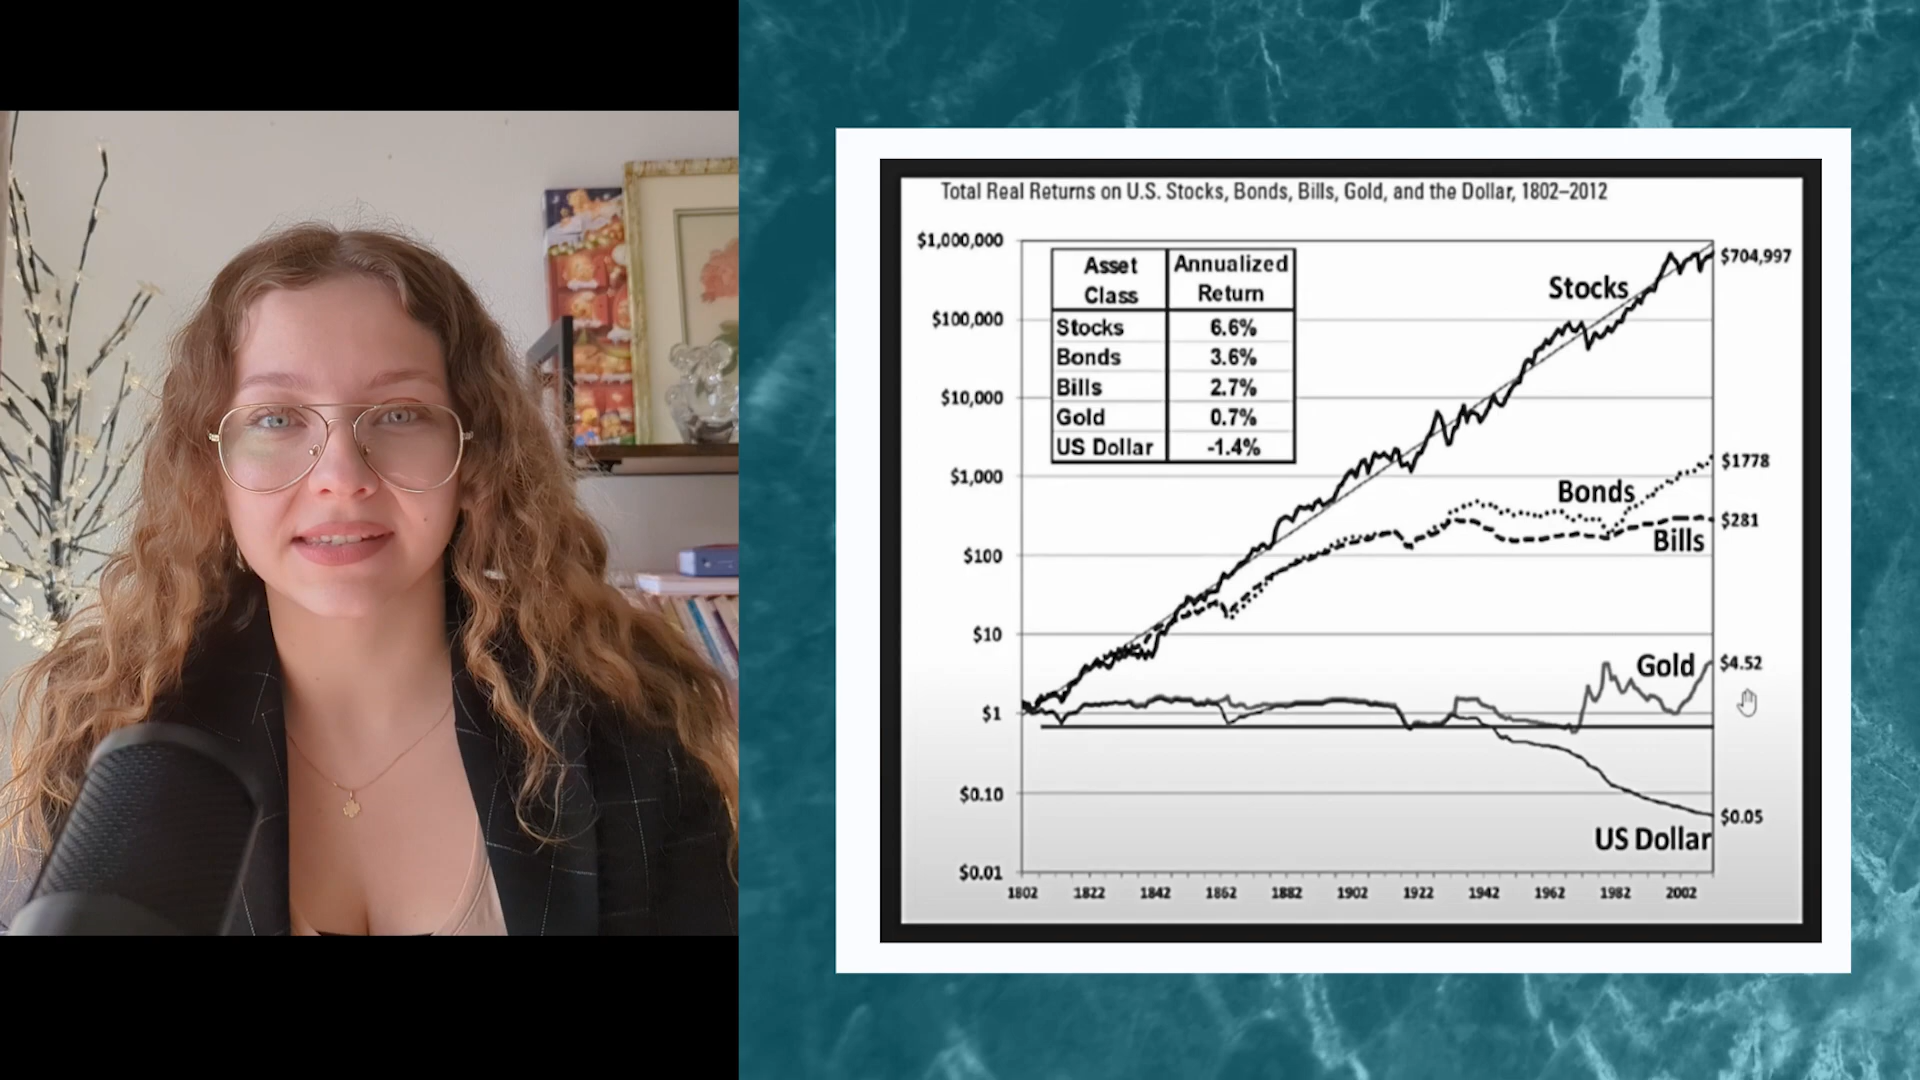 Total Real Returns on U.S. Stocks, Bonds, Bills, Gold, and the Dollar, 1802–2012
$1,000,000
$100,000
$10,000
$1,000
$100
$10
$1
$0.10
$0.01
Asset Class Annualized Return
Stocks 6.6%
Bonds 3.6%
Bills 2.7%
Gold 0.7%
US Dollar -1.4%
Stocks
$704,997
Bonds
$1778
Bills
$281
Gold
$4.52
US Dollar
$0.05
1802 1822 1842 1862 1882 1902 1922 1942 1962 1982 2002